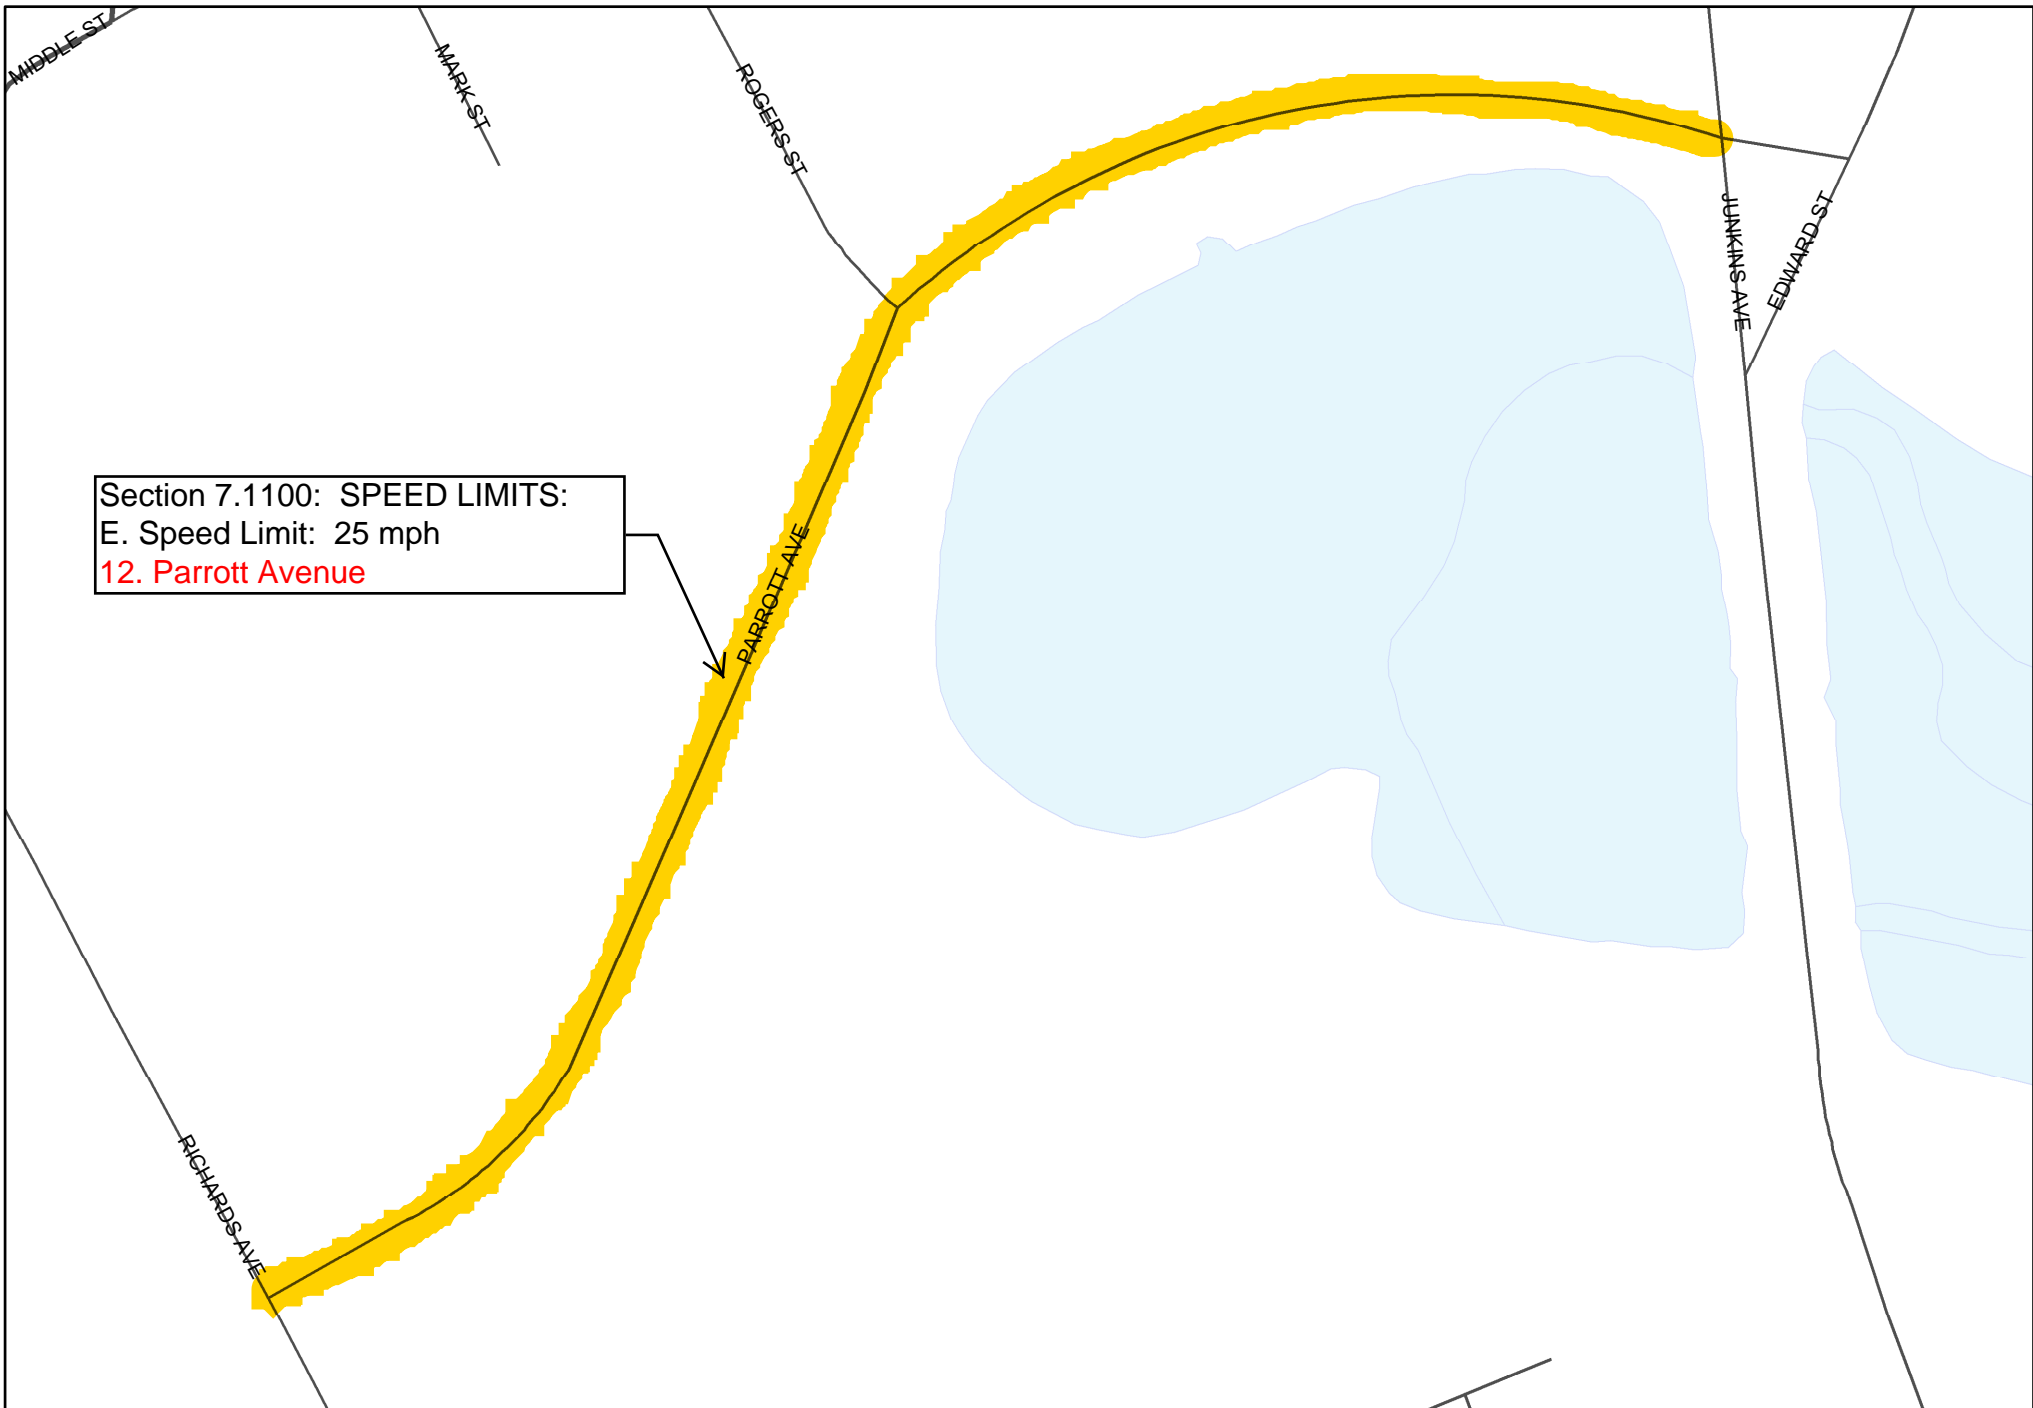 MIDDLE ST
MARK ST
ROGERS ST
JUNKINS AVE
EDWARD ST
Section 7.1100:  SPEED LIMITS:
E. Speed Limit:  25 mph
12. Parrott Avenue
PARROTT AVE
RICHARDS AVE